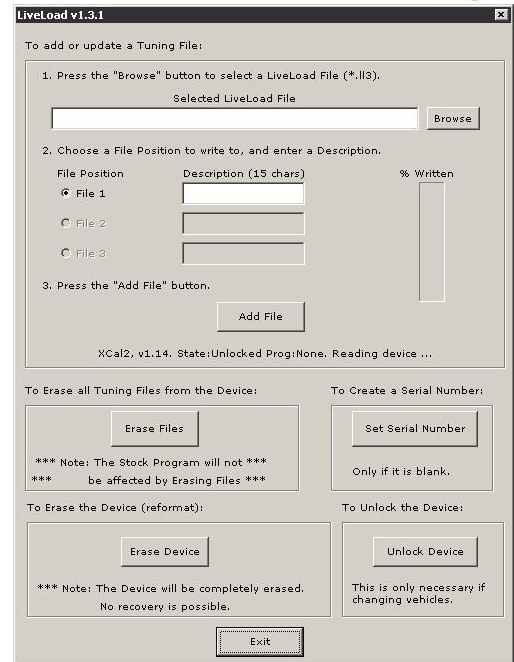 LiveLoad v1.3.1
To add or update a Tuning File:
1. Press the "Browse" button to select a LiveLoad File (*.ll3).
Selected LiveLoad File
Browse
2. Choose a File Position to write to, and enter a Description.
File Position Description (15 chars) % Written
File 1
File 2
File 3
3. Press the "Add File" button.
Add File
XCal2, v1.14. State:Unlocked Prog:None. Reading device ...
To Erase all Tuning Files from the Device:
Erase Files
*** Note: The Stock Program will not ***
*** be affected by Erasing Files ***
To Create a Serial Number:
Set Serial Number
Only if it is blank.
To Erase the Device (reformat):
Erase Device
*** Note: The Device will be completely erased.
No recovery is possible.
To Unlock the Device:
Unlock Device
This is only necessary if
changing vehicles.
Exit